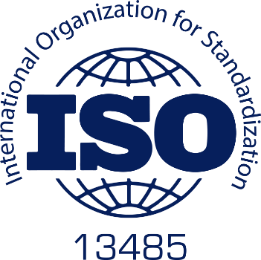 International Organization for Standardization
ISO
13485